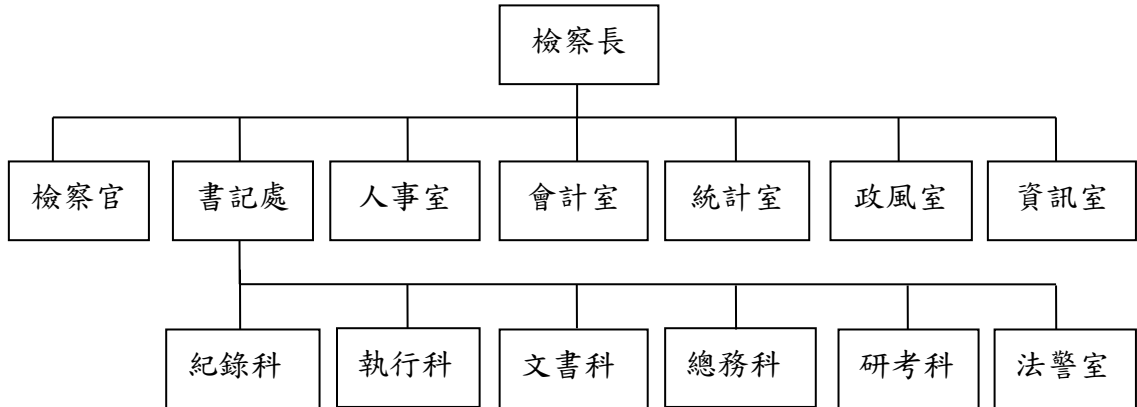 檢察長
檢察官
書記處
人事室
會計室
統計室
政風室
資訊室
紀錄科
執行科
文書科
總務科
研考科
法警室